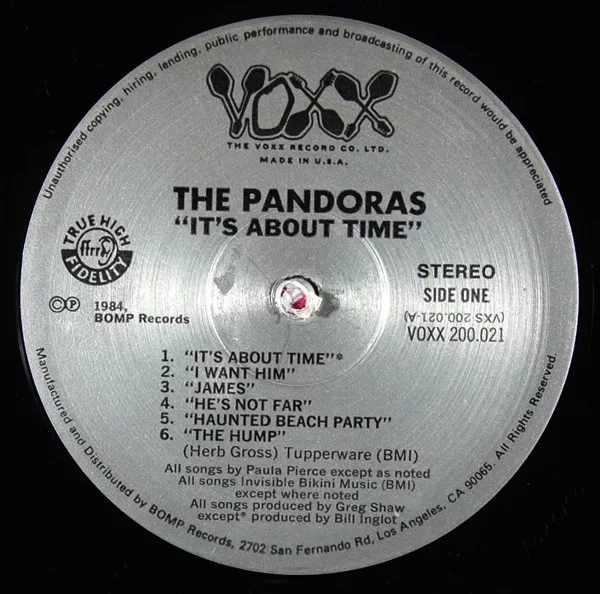 Unauthorised copying, hiring, lending, public performance and broadcasting of this record would be appreciated
VOXX
THE VOXX RECORD CO. LTD.
MADE IN U.S.A.
THE PANDORAS
"IT'S ABOUT TIME"
TRUE HIGH
ffrr
FIDELITY
STEREO
SIDE ONE
(VXS 200.021-A)
VOXX 200.021
©℗ 1984,
BOMP Records
1. "IT'S ABOUT TIME"*
2. "I WANT HIM"
3. "JAMES"
4. "HE'S NOT FAR"
5. "HAUNTED BEACH PARTY"
6. "THE HUMP"
(Herb Gross) Tupperware (BMI)
All songs by Paula Pierce except as noted
All songs Invisible Bikini Music (BMI)
except where noted
All songs produced by Greg Shaw
except* produced by Bill Inglot
Manufactured and Distributed by BOMP Records, 2702 San Fernando Rd, Los Angeles, CA 90065. All Rights Reserved.